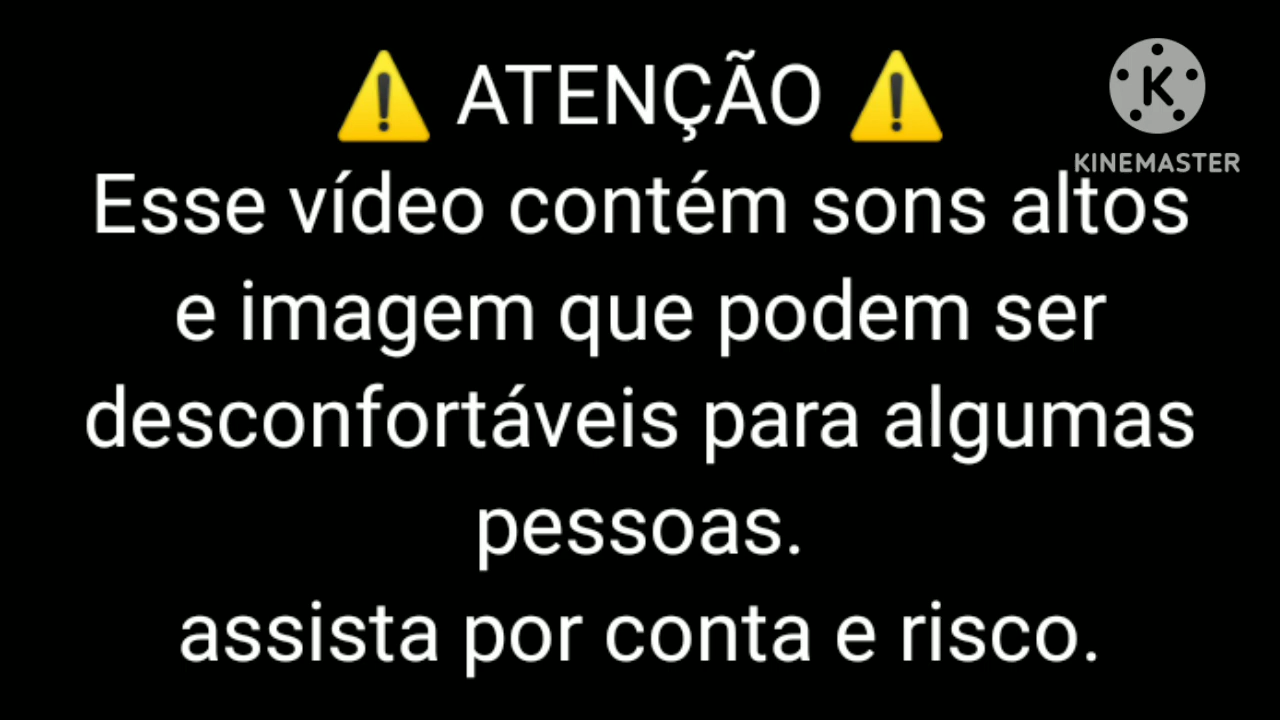 ⚠️ ATENÇÃO ⚠️
KINEMASTER
Esse vídeo contém sons altos
e imagem que podem ser
desconfortáveis para algumas
pessoas.
assista por conta e risco.